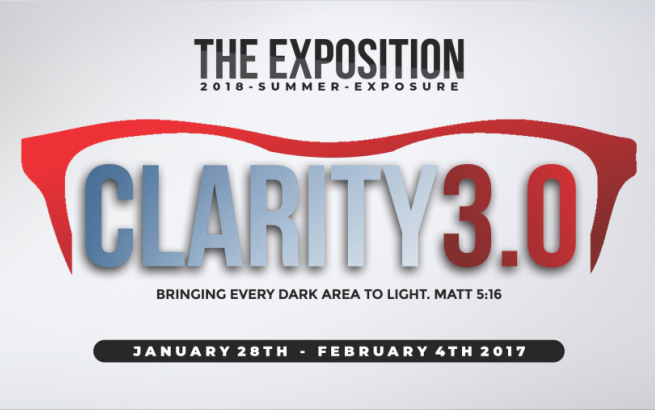 THE EXPOSITION
2018-SUMMER-EXPOSURE
CLARITY3.0
BRINGING EVERY DARK AREA TO LIGHT. MATT 5:16
JANUARY 28TH - FEBRUARY 4TH 2017